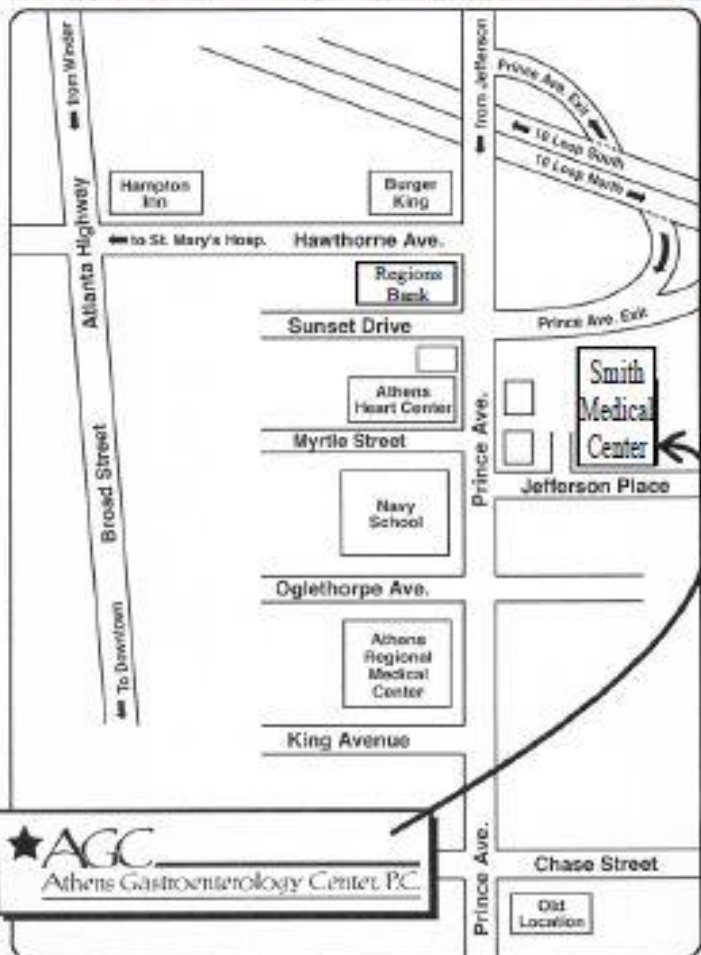 from Winder
from Jefferson
Prince Ave. Exit
10 Loop South
10 Loop North
Hampton
Inn
Burger
King
Atlanta Highway
to St. Mary's Hosp.
Hawthorne Ave.
Regions
Bank
Prince Ave. Exit
Sunset Drive
Smith
Medical
Center
Athens
Heart Center
Prince Ave.
Myrtle Street
Jefferson Place
Broad Street
Navy
School
Oglethorpe Ave.
To Downtown
Athens
Regional
Medical
Center
King Avenue
AGC
Athens Gastroenterology Center, P.C.
Prince Ave.
Chase Street
Old
Location